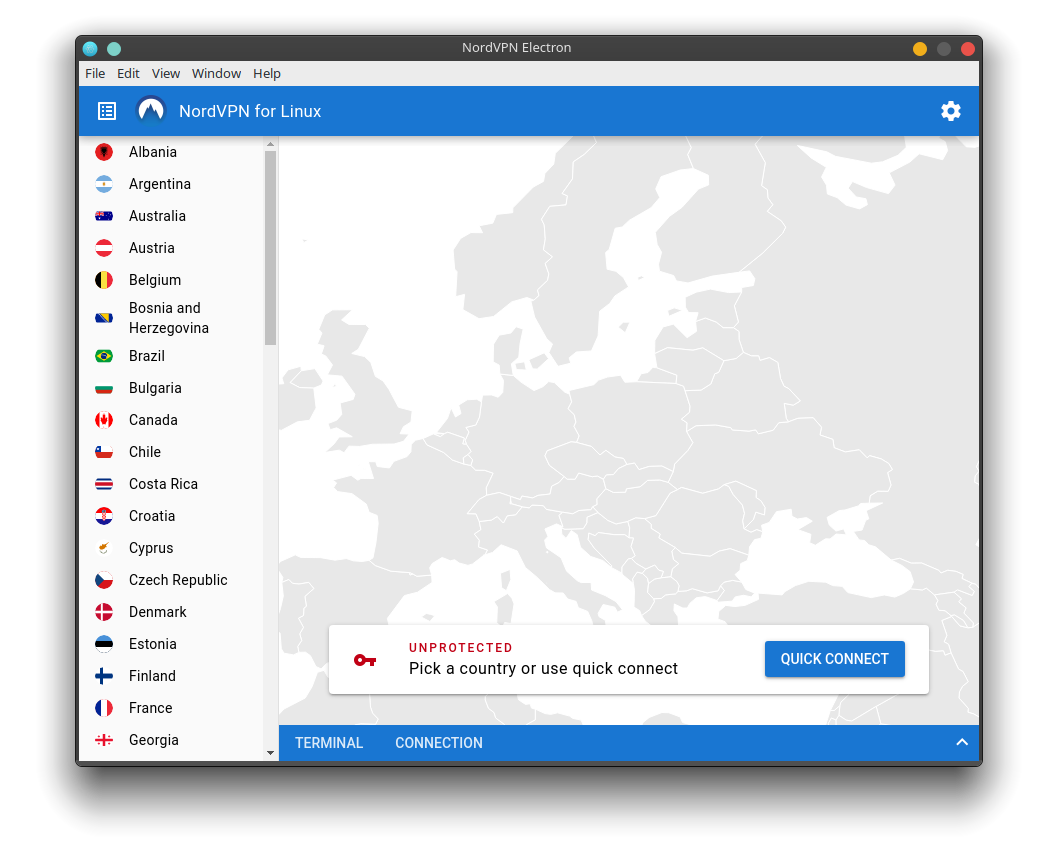 NordVPN Electron
File Edit View Window Help
NordVPN for Linux
Albania
Argentina
Australia
Austria
Belgium
Bosnia and
Herzegovina
Brazil
Bulgaria
Canada
Chile
Costa Rica
Croatia
Cyprus
Czech Republic
Denmark
Estonia
Finland
France
Georgia
UNPROTECTED
Pick a country or use quick connect
QUICK CONNECT
TERMINAL CONNECTION